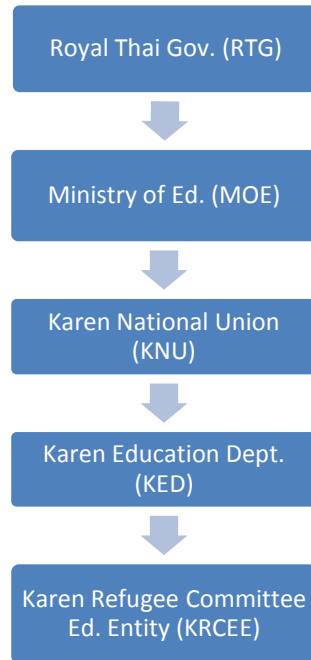 Royal Thai Gov. (RTG)
Ministry of Ed. (MOE)
Karen National Union
(KNU)
Karen Education Dept.
(KED)
Karen Refugee Committee
Ed. Entity (KRCEE)